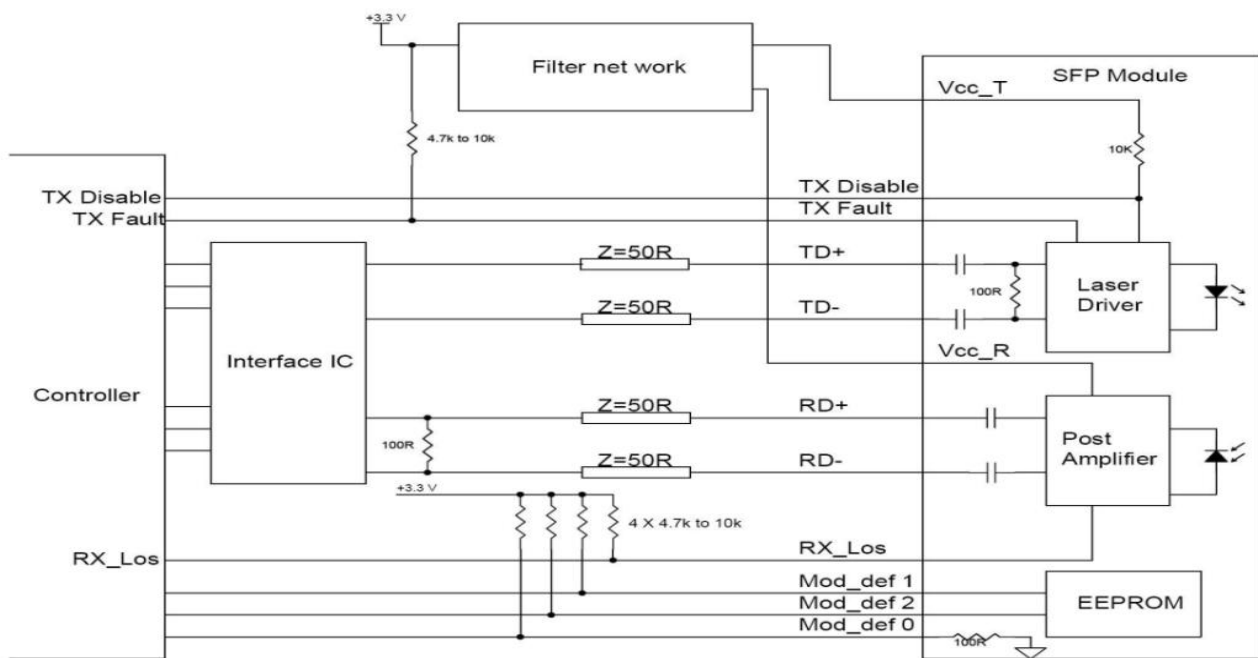 +3.3 V
Filter net work
SFP Module
Vcc_T
4.7k to 10k
10K
TX Disable
TX Disable
TX Fault
TX Fault
Z=50R
TD+
100R
Laser
Driver
Z=50R
TD-
Interface IC
Vcc_R
Controller
Z=50R
RD+
100R
Post
Amplifier
Z=50R
RD-
+3.3 V
4 X 4.7k to 10k
RX_Los
RX_Los
Mod_def 1
EEPROM
Mod_def 2
Mod_def 0
100R